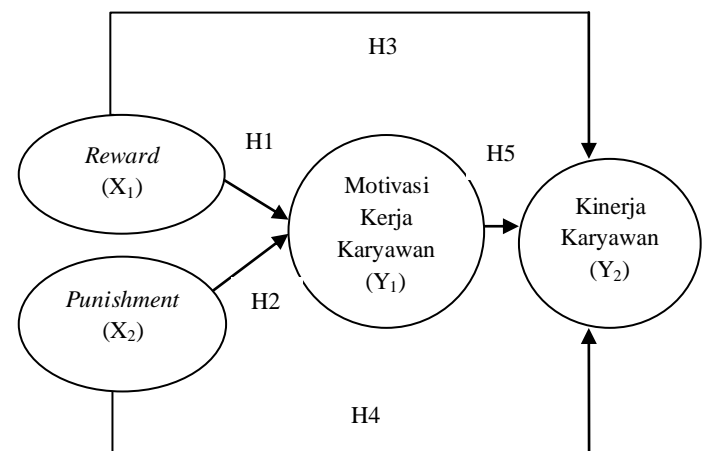 H3
Reward
(X₁)
H1
Motivasi
Kerja
Karyawan
(Y₁)
H5
Kinerja
Karyawan
(Y₂)
Punishment
(X₂)
H2
H4